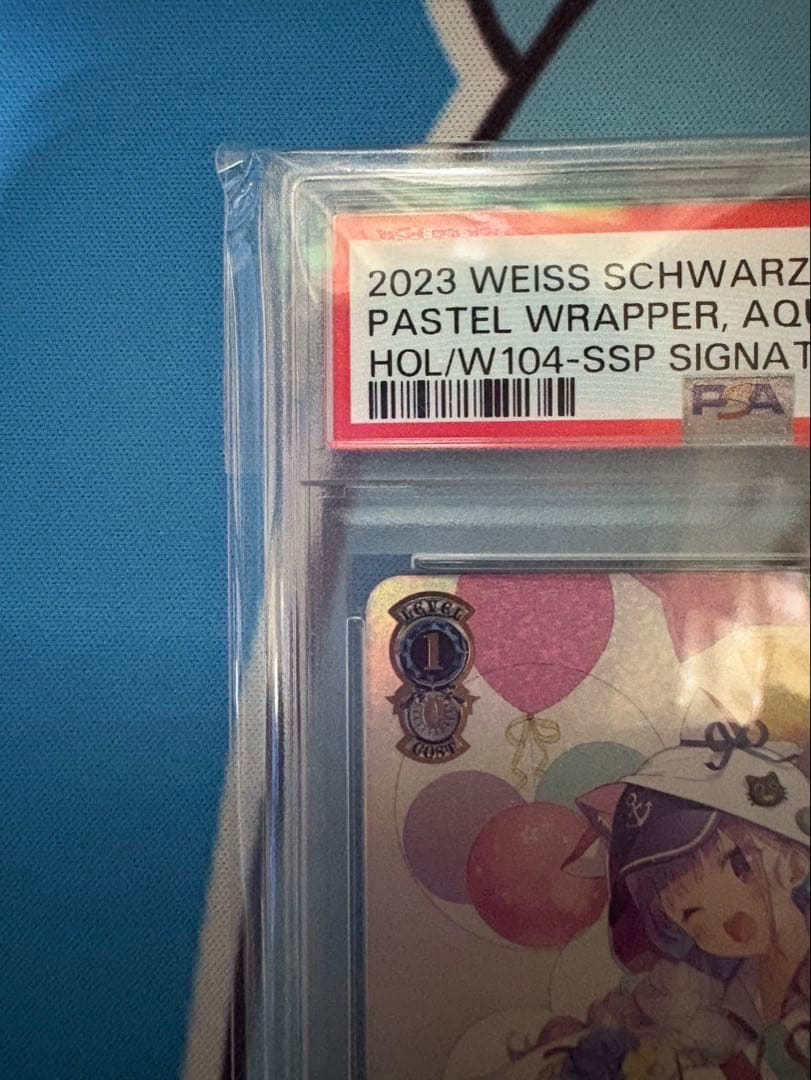 2023 WEISS SCHWARZ
PASTEL WRAPPER, AQU
HOL/W104-SSP SIGNAT
PSA
LEVEL
1
0
COST